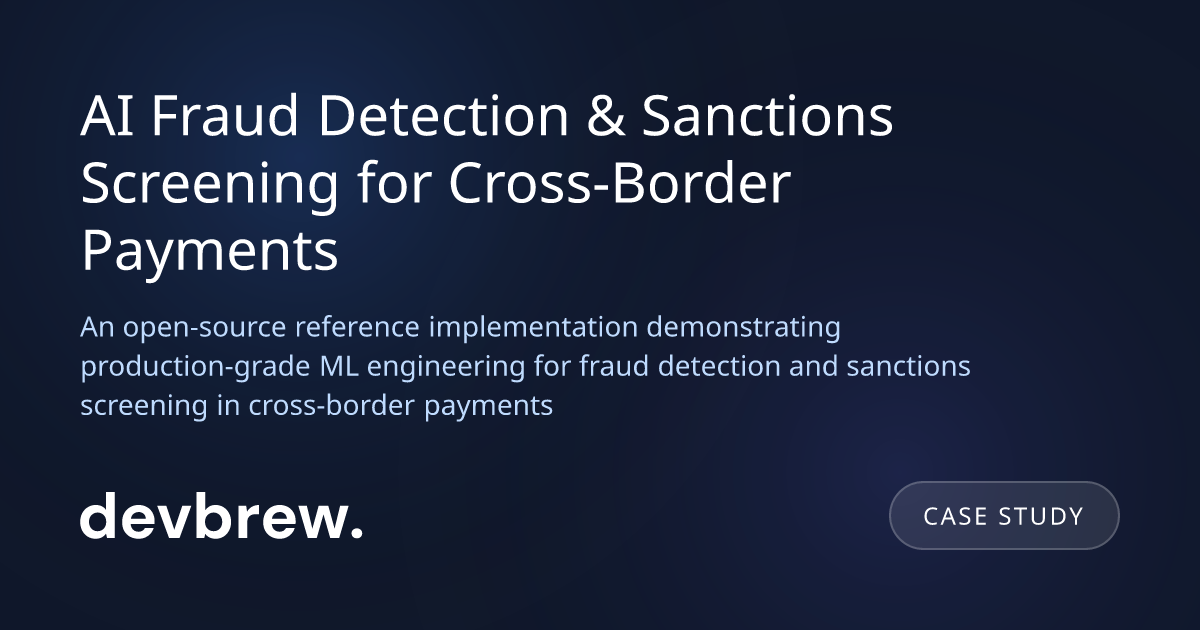 AI Fraud Detection & Sanctions
Screening for Cross-Border
Payments
An open-source reference implementation demonstrating
production-grade ML engineering for fraud detection and sanctions
screening in cross-border payments
devbrew.
CASE STUDY